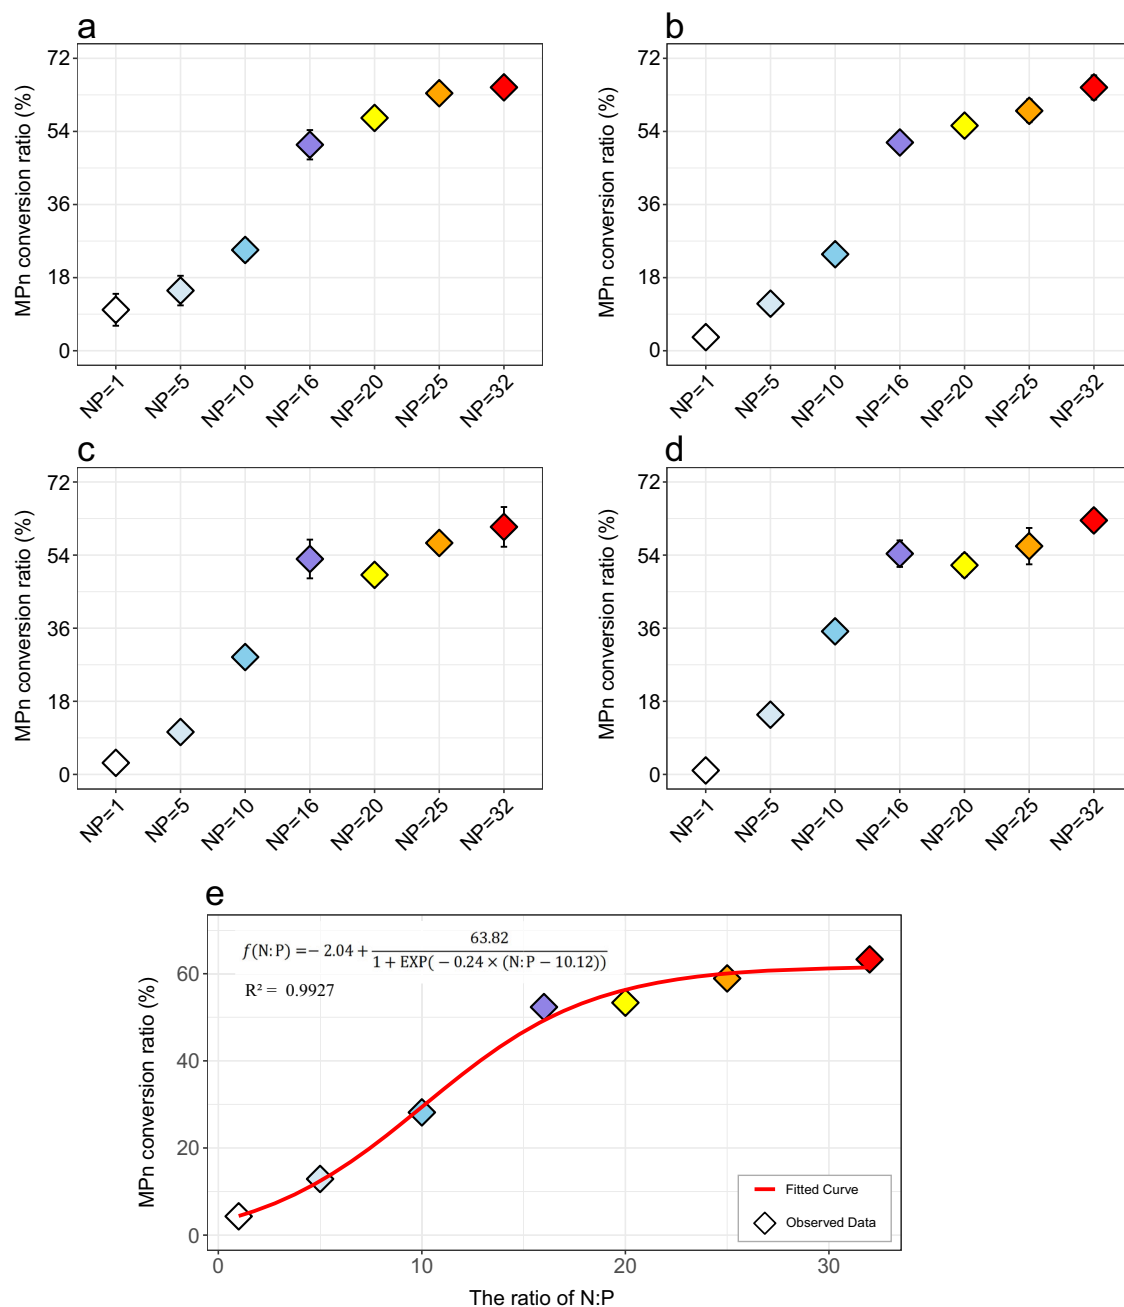 a
MPn conversion ratio (%)
72
54
36
18
0
NP=1
NP=5
NP=10
NP=16
NP=20
NP=25
NP=32
b
MPn conversion ratio (%)
72
54
36
18
0
NP=1
NP=5
NP=10
NP=16
NP=20
NP=25
NP=32
c
MPn conversion ratio (%)
72
54
36
18
0
NP=1
NP=5
NP=10
NP=16
NP=20
NP=25
NP=32
d
MPn conversion ratio (%)
72
54
36
18
0
NP=1
NP=5
NP=10
NP=16
NP=20
NP=25
NP=32
e
MPn conversion ratio (%)
60
40
20
0
63.82
f(N:P) =− 2.04 +
1 + EXP( − 0.24 × (N:P − 10.12))
R² = 0.9927
Fitted Curve
Observed Data
0
10
20
30
The ratio of N:P